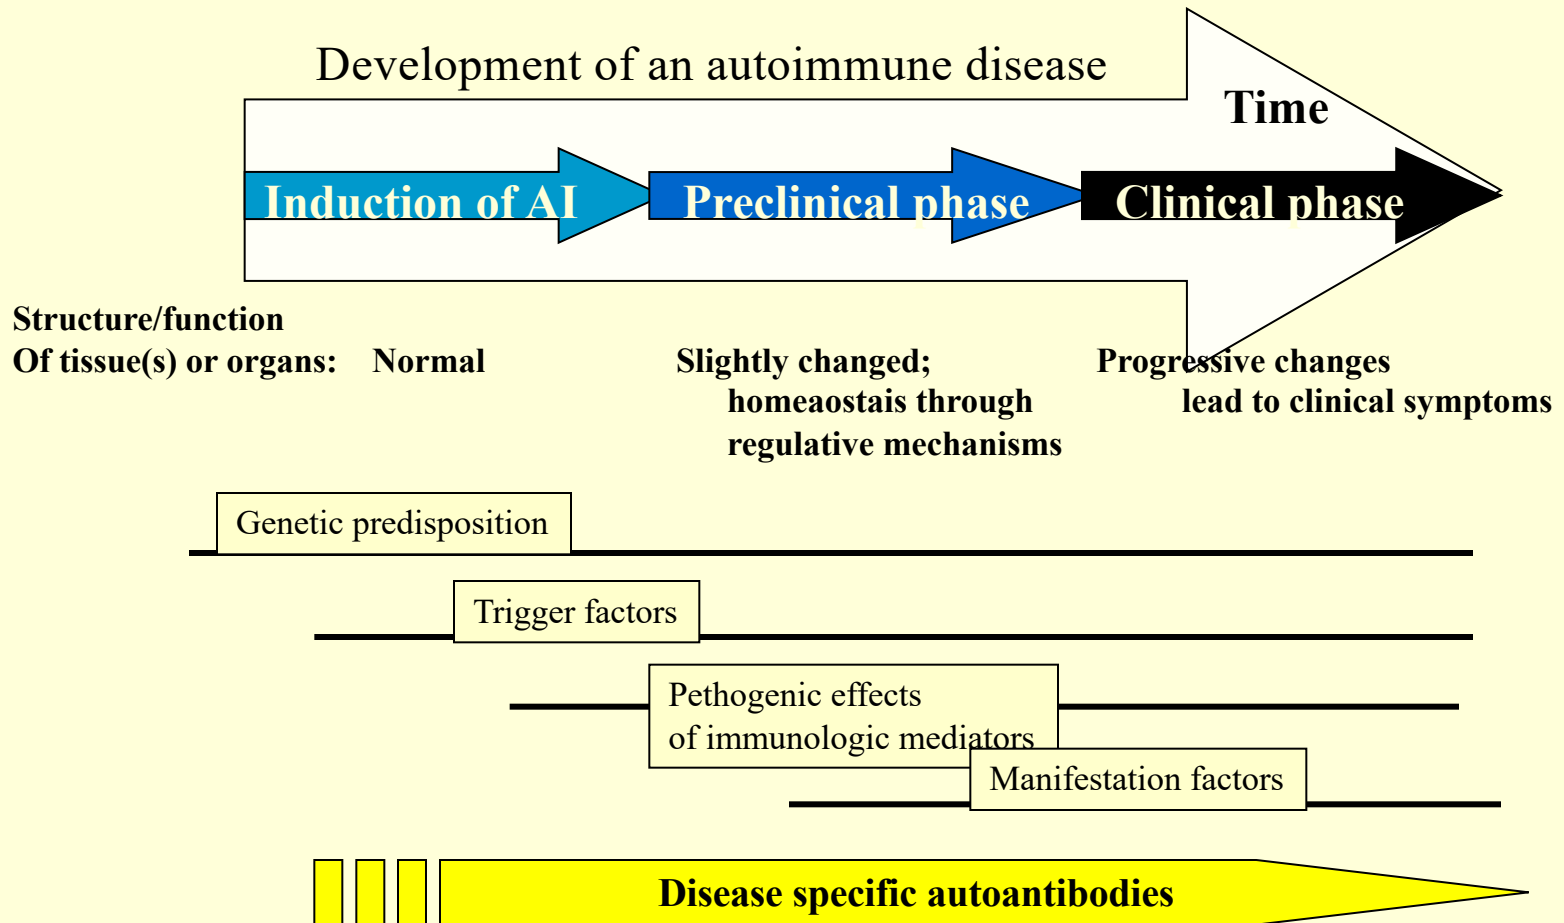 Development of an autoimmune disease
Time
Induction of AI
Preclinical phase
Clinical phase
Structure/function
Of tissue(s) or organs: Normal
Slightly changed;
homeaostais through
regulative mechanisms
Progressive changes
lead to clinical symptoms
Genetic predisposition
Trigger factors
Pethogenic effects
of immunologic mediators
Manifestation factors
Disease specific autoantibodies